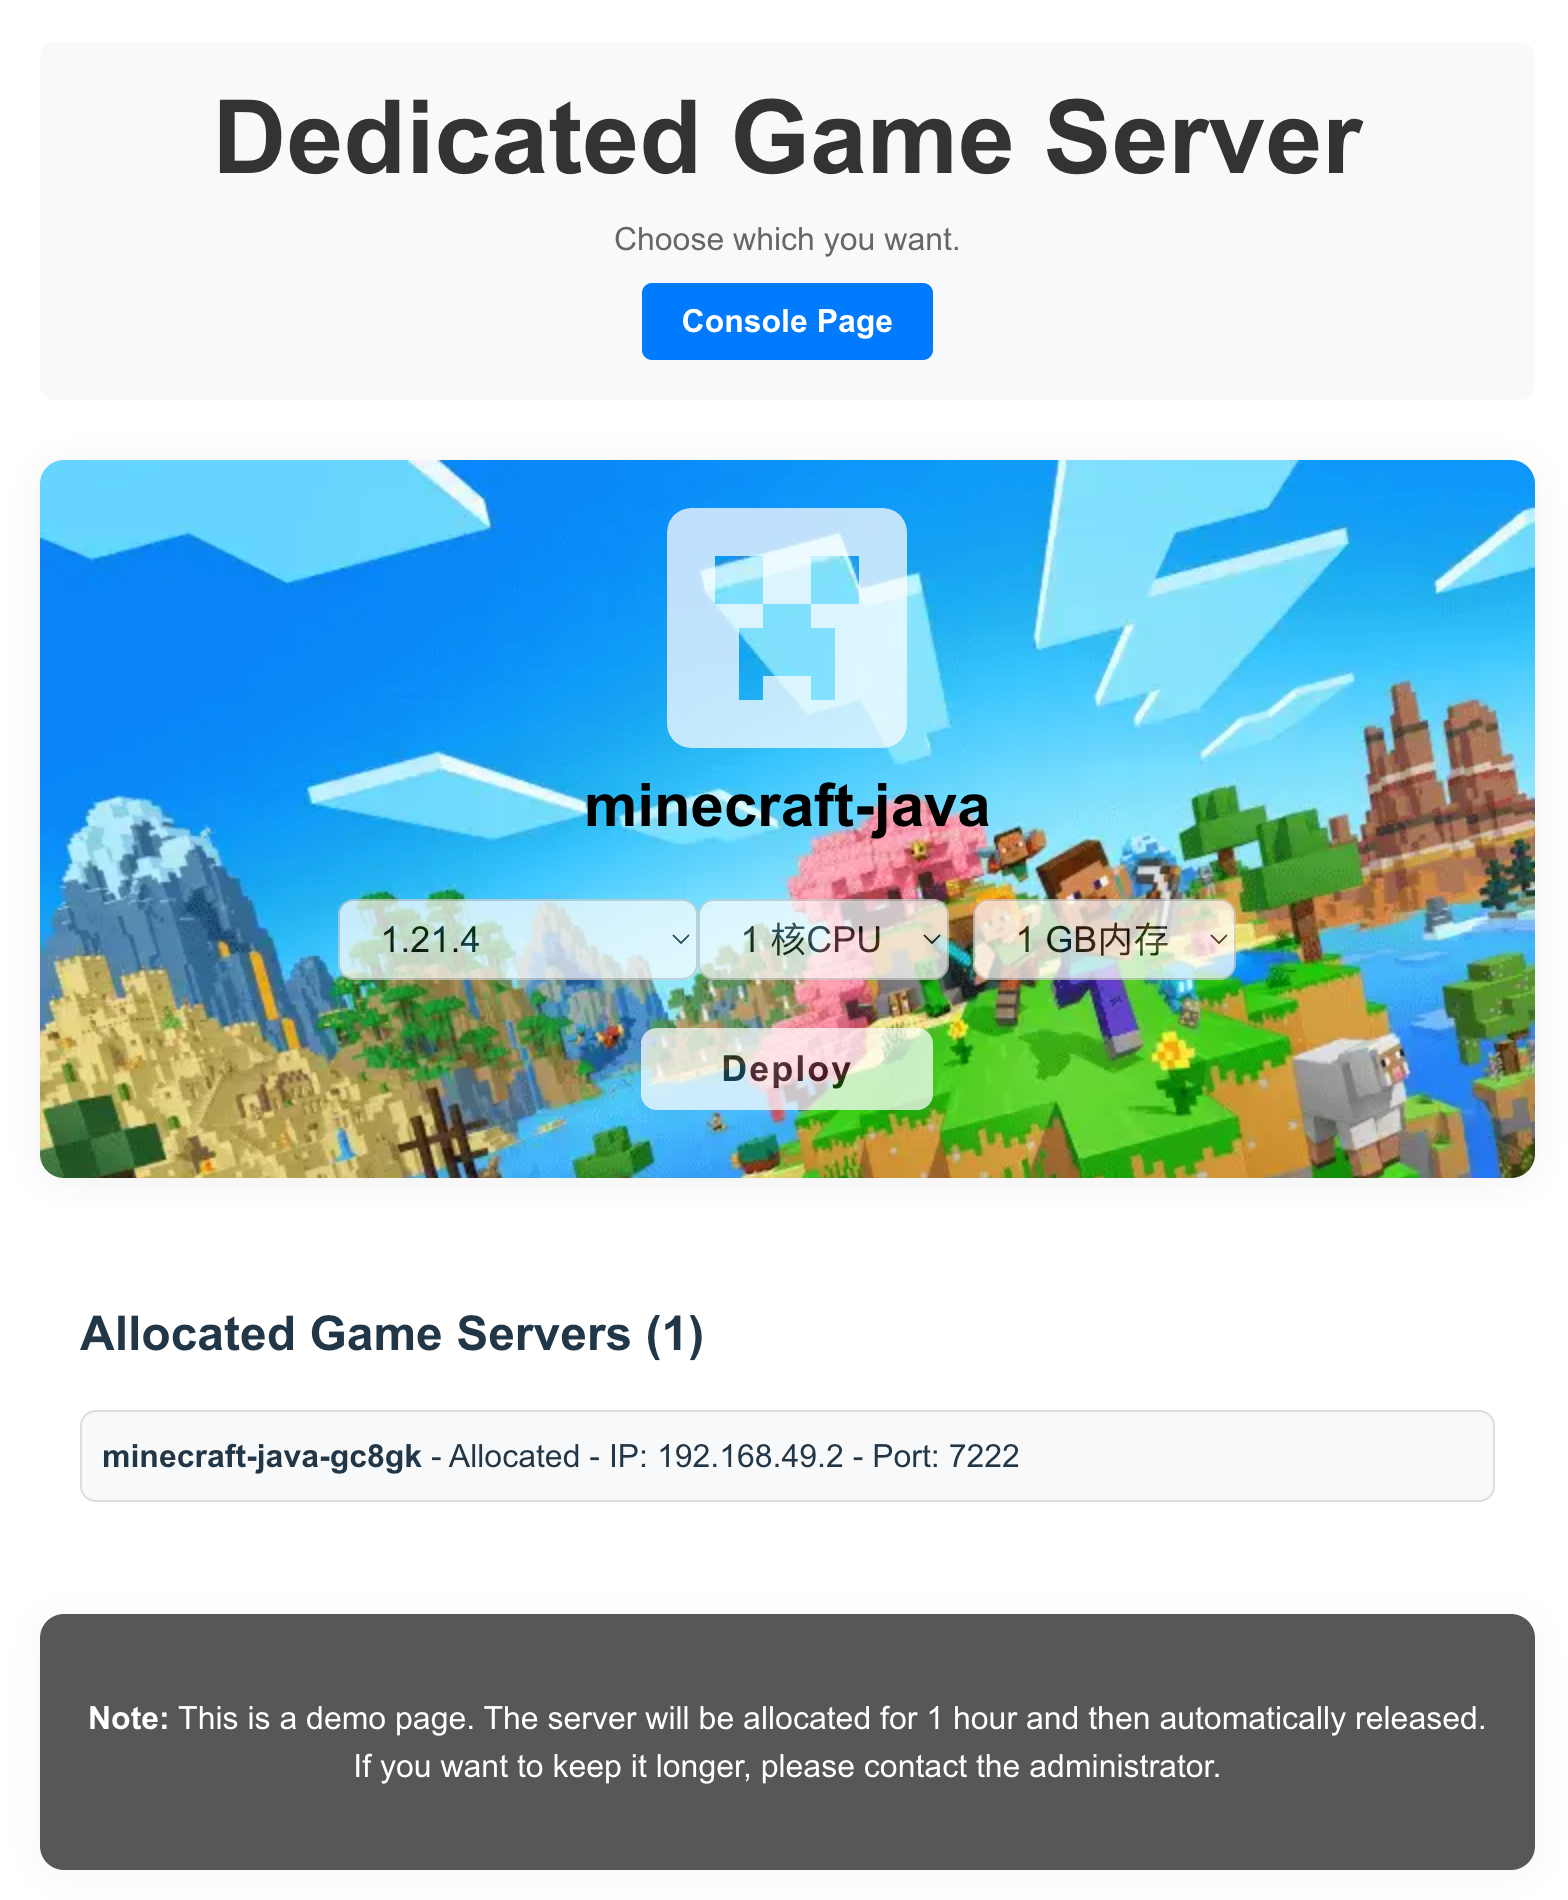 Dedicated Game Server
Choose which you want.
Console Page
minecraft-java
1.21.4
1 核CPU
1 GB内存
Deploy
Allocated Game Servers (1)
minecraft-java-gc8gk - Allocated - IP: 192.168.49.2 - Port: 7222
Note: This is a demo page. The server will be allocated for 1 hour and then automatically released.
If you want to keep it longer, please contact the administrator.